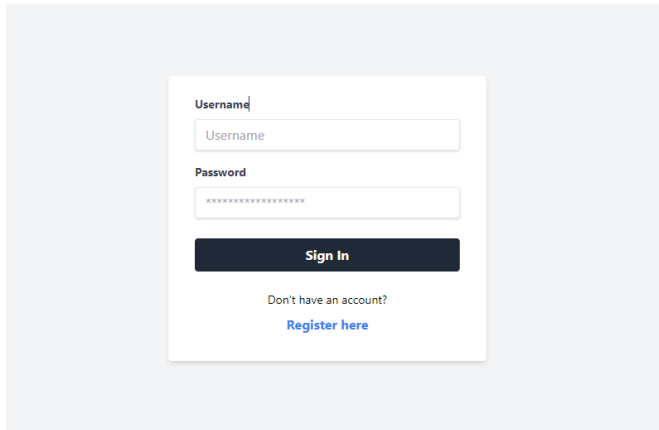 Username
Username
Password
******************
Sign In
Don't have an account?
Register here